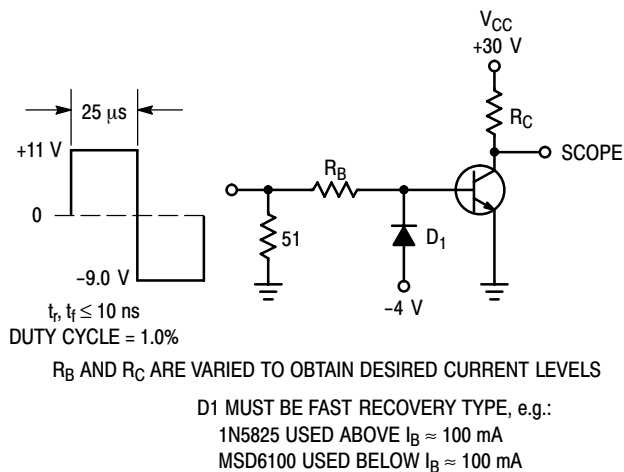 V_CC
+30 V
25 μs
R_C
+11 V
SCOPE
R_B
0
51
D_1
−9.0 V
−4 V
t_r, t_f ≤ 10 ns
DUTY CYCLE = 1.0%
R_B AND R_C ARE VARIED TO OBTAIN DESIRED CURRENT LEVELS
D1 MUST BE FAST RECOVERY TYPE, e.g.:
1N5825 USED ABOVE I_B ≈ 100 mA
MSD6100 USED BELOW I_B ≈ 100 mA